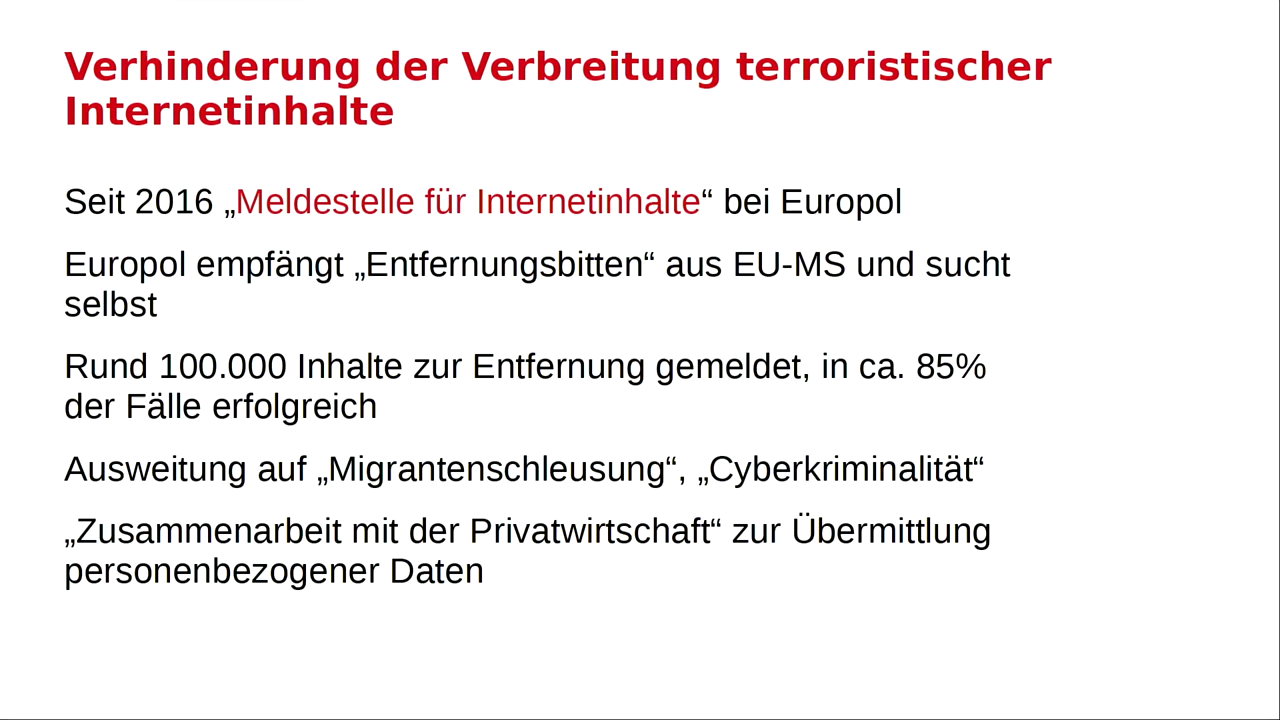 Verhinderung der Verbreitung terroristischer
Internetinhalte
Seit 2016 „Meldestelle für Internetinhalte“ bei Europol
Europol empfängt „Entfernungsbitten“ aus EU-MS und sucht
selbst
Rund 100.000 Inhalte zur Entfernung gemeldet, in ca. 85%
der Fälle erfolgreich
Ausweitung auf „Migrantenschleusung“, „Cyberkriminalität“
„Zusammenarbeit mit der Privatwirtschaft“ zur Übermittlung
personenbezogener Daten